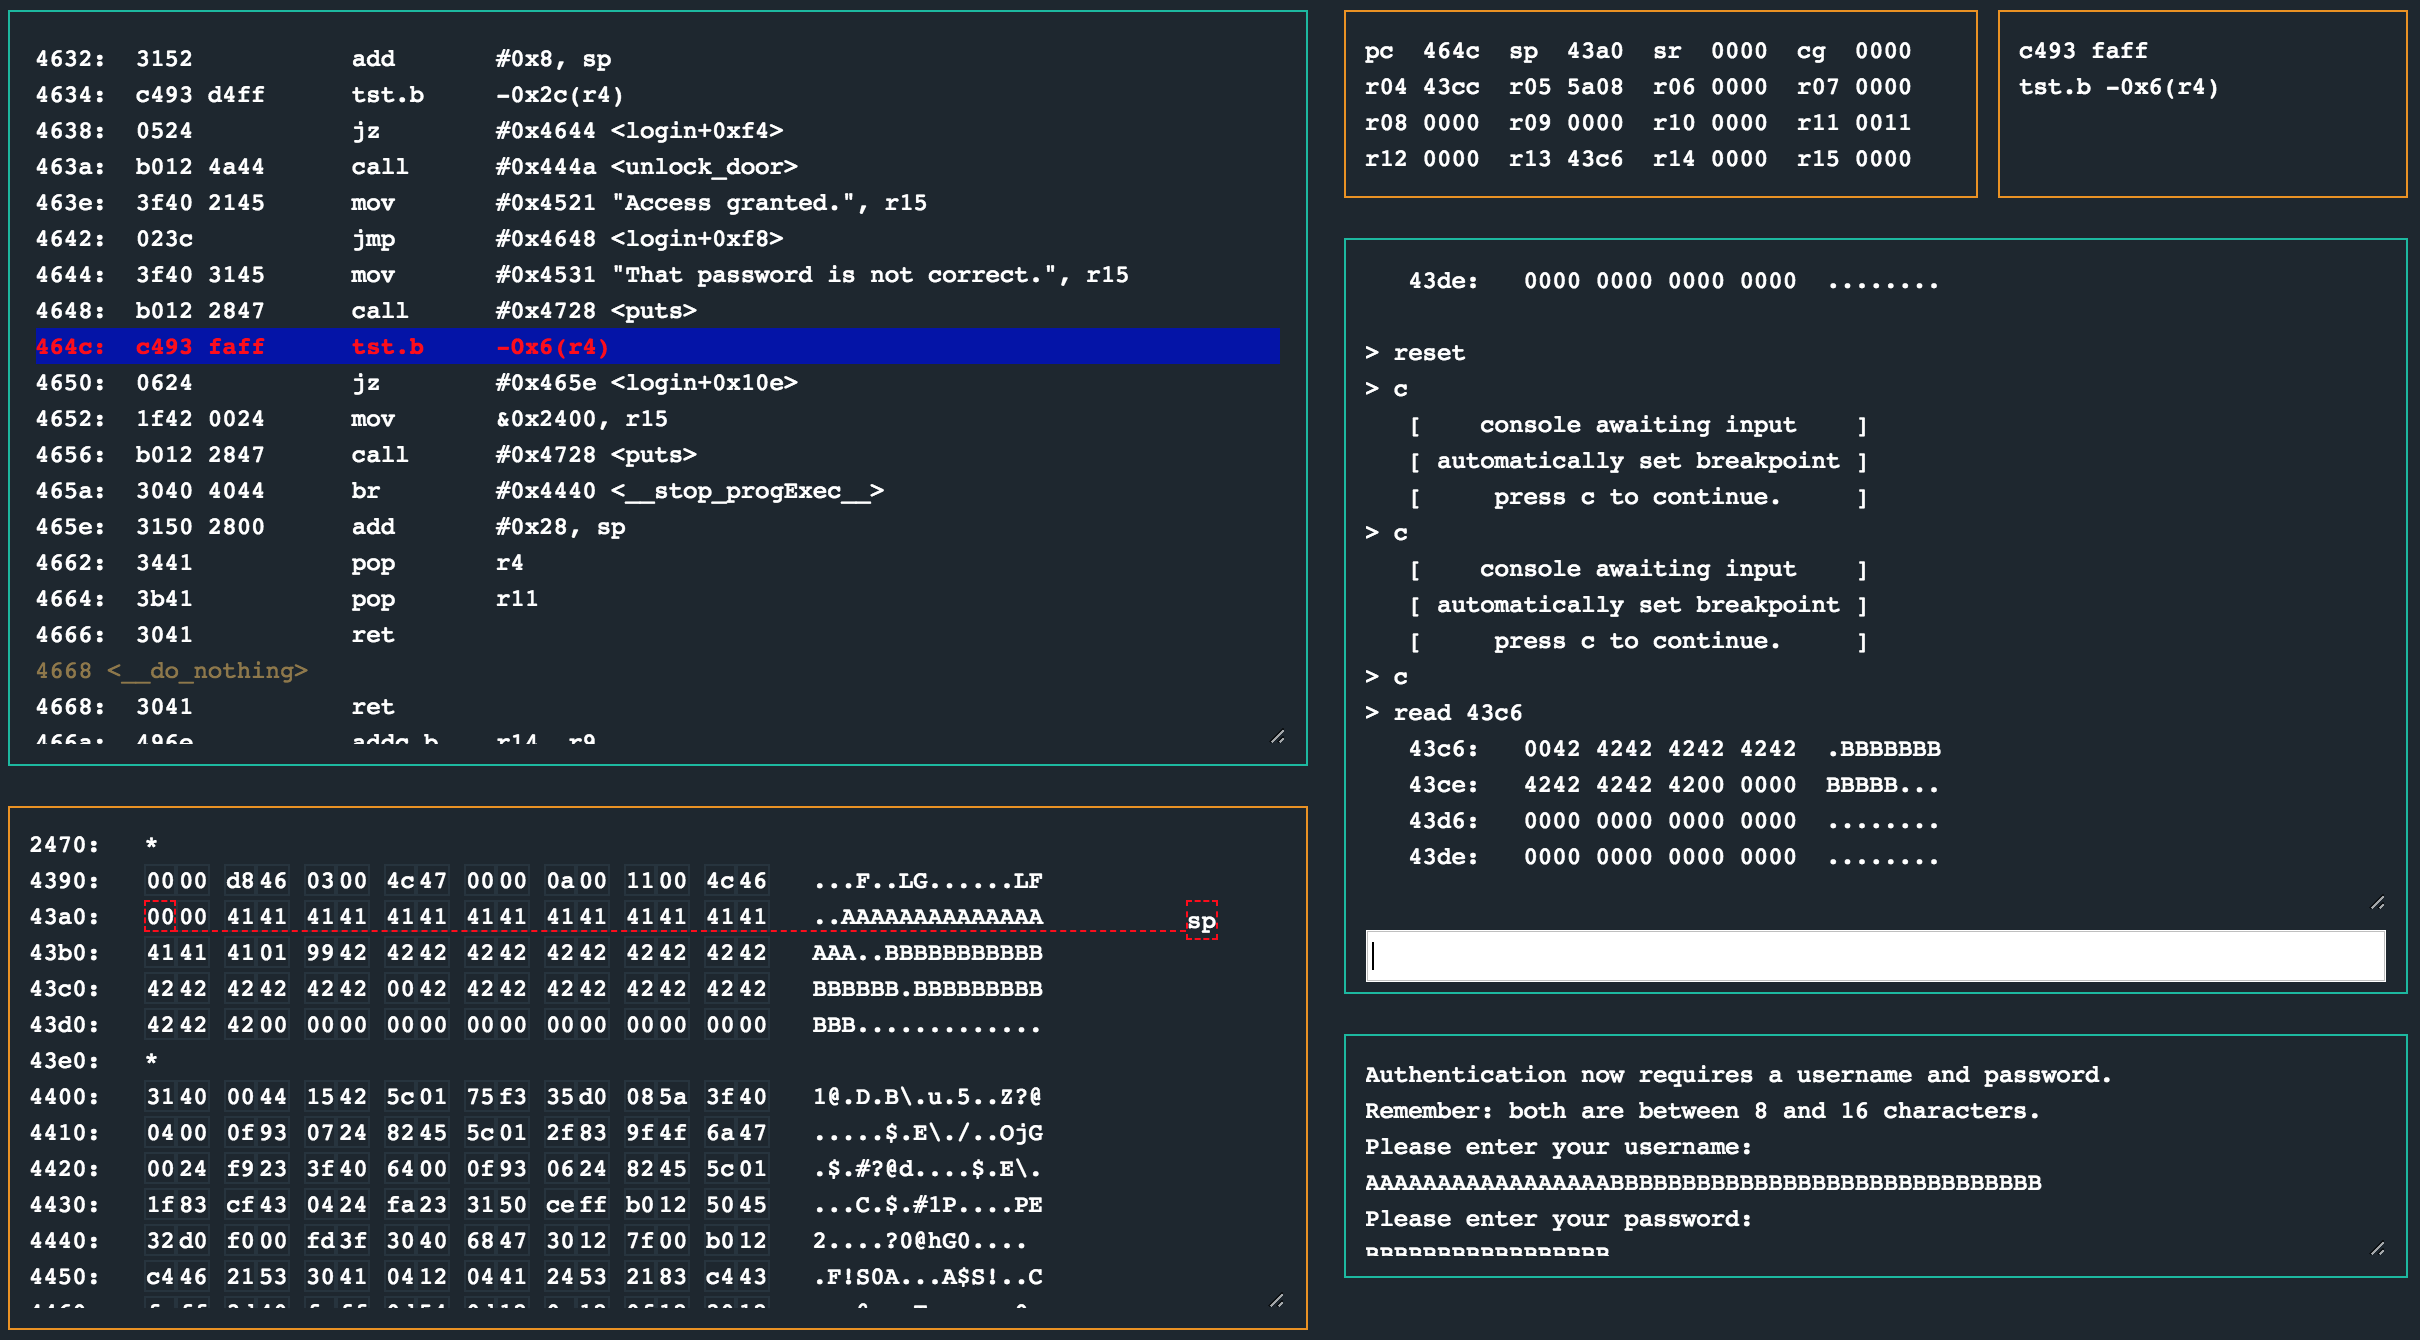 4632: 3152 add #0x8, sp
4634: c493 d4ff tst.b -0x2c(r4)
4638: 0524 jz #0x4644 <login+0xf4>
463a: b012 4a44 call #0x444a <unlock_door>
463e: 3f40 2145 mov #0x4521 "Access granted.", r15
4642: 023c jmp #0x4648 <login+0xf8>
4644: 3f40 3145 mov #0x4531 "That password is not correct.", r15
4648: b012 2847 call #0x4728 <puts>
464c: c493 faff tst.b -0x6(r4)
4650: 0624 jz #0x465e <login+0x10e>
4652: 1f42 0024 mov &0x2400, r15
4656: b012 2847 call #0x4728 <puts>
465a: 3040 4044 br #0x4440 <__stop_progExec__>
465e: 3150 2800 add #0x28, sp
4662: 3441 pop r4
4664: 3b41 pop r11
4666: 3041 ret
4668 <__do_nothing>
4668: 3041 ret
466a: 496e addc.b r14, r9
2470: *
4390: 0000 d846 0300 4c47 0000 0a00 1100 4c46 ...F..LG......LF
43a0: 0000 4141 4141 4141 4141 4141 4141 4141 ..AAAAAAAAAAAAAA sp
43b0: 4141 4101 9942 4242 4242 4242 4242 4242 AAA..BBBBBBBBBBB
43c0: 4242 4242 4242 0042 4242 4242 4242 4242 BBBBBB.BBBBBBBBB
43d0: 4242 4200 0000 0000 0000 0000 0000 0000 BBB.............
43e0: *
4400: 3140 0044 1542 5c01 75f3 35d0 085a 3f40 1@.D.B\.u.5..Z?@
4410: 0400 0f93 0724 8245 5c01 2f83 9f4f 6a47 .....$.E\./..OjG
4420: 0024 f923 3f40 6400 0f93 0624 8245 5c01 .$.#?@d....$.E\.
4430: 1f83 cf43 0424 fa23 3150 ceff b012 5045 ...C.$.#1P....PE
4440: 32d0 f000 fd3f 3040 6847 3012 7f00 b012 2....?0@hG0....
4450: c446 2153 3041 0412 0441 2453 2183 c443 .F!S0A...A$S!..C
pc 464c sp 43a0 sr 0000 cg 0000
r04 43cc r05 5a08 r06 0000 r07 0000
r08 0000 r09 0000 r10 0000 r11 0011
r12 0000 r13 43c6 r14 0000 r15 0000
c493 faff
tst.b -0x6(r4)
43de: 0000 0000 0000 0000 ........
> reset
> c
[ console awaiting input ]
[ automatically set breakpoint ]
[ press c to continue. ]
> c
[ console awaiting input ]
[ automatically set breakpoint ]
[ press c to continue. ]
> c
> read 43c6
43c6: 0042 4242 4242 4242 .BBBBBBB
43ce: 4242 4242 4200 0000 BBBBB...
43d6: 0000 0000 0000 0000 ........
43de: 0000 0000 0000 0000 ........
Authentication now requires a username and password.
Remember: both are between 8 and 16 characters.
Please enter your username:
AAAAAAAAAAAAAAAAABBBBBBBBBBBBBBBBBBBBBBBBBBBBBB
Please enter your password:
BBBBBBBBBBBBBBBBB